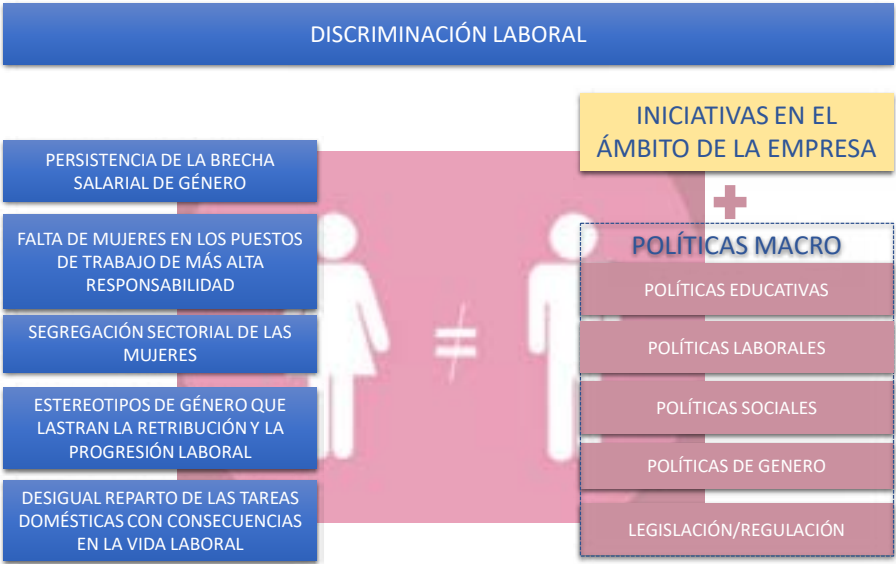 DISCRIMINACIÓN LABORAL
PERSISTENCIA DE LA BRECHA
SALARIAL DE GÉNERO
FALTA DE MUJERES EN LOS PUESTOS
DE TRABAJO DE MÁS ALTA
RESPONSABILIDAD
SEGREGACIÓN SECTORIAL DE LAS
MUJERES
ESTEREOTIPOS DE GÉNERO QUE
LASTRAN LA RETRIBUCIÓN Y LA
PROGRESIÓN LABORAL
DESIGUAL REPARTO DE LAS TAREAS
DOMÉSTICAS CON CONSECUENCIAS
EN LA VIDA LABORAL
≠
INICIATIVAS EN EL
ÁMBITO DE LA EMPRESA
+
POLÍTICAS MACRO
POLÍTICAS EDUCATIVAS
POLÍTICAS LABORALES
POLÍTICAS SOCIALES
POLÍTICAS DE GENERO
LEGISLACIÓN/REGULACIÓN